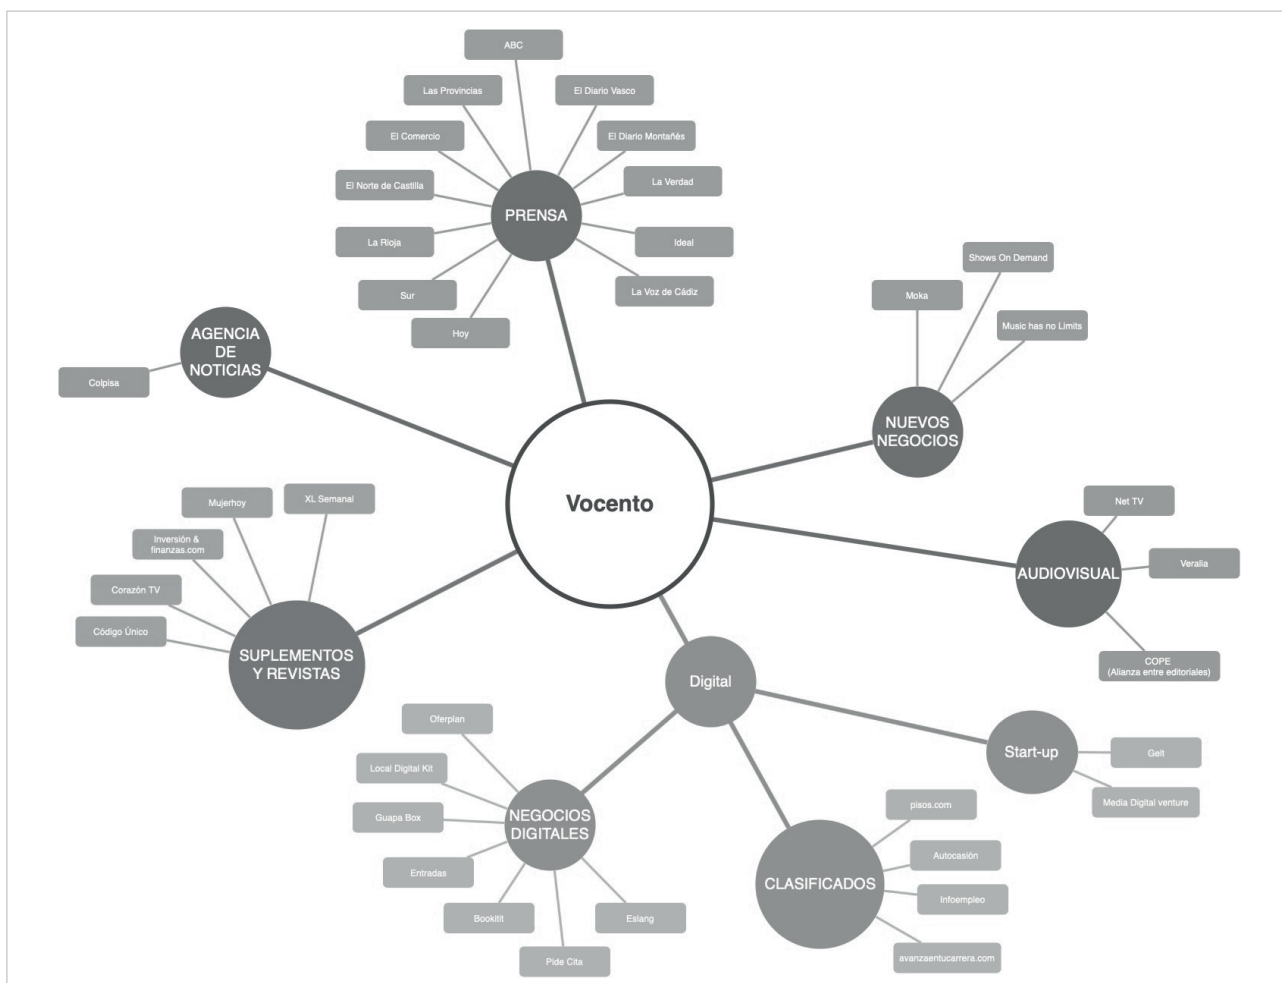 ABC
Las Provincias
El Diario Vasco
El Comercio
El Diario Montañés
El Norte de Castilla
La Verdad
PRENSA
La Rioja
Ideal
Sur
La Voz de Cádiz
Hoy
Shows On Demand
Moka
Music has no Limits
NUEVOS
NEGOCIOS
AGENCIA
DE
NOTICIAS
Colpisa
Vocento
Net TV
AUDIOVISUAL
Veralia
COPE
(Alianza entre editoriales)
XL Semanal
Mujerhoy
Inversión &
finanzas.com
Corazón TV
Código Único
SUPLEMENTOS
Y REVISTAS
Digital
Start-up
Gelt
Media Digital venture
Oferplan
Local Digital Kit
Guapa Box
NEGOCIOS
DIGITALES
Entradas
Bookitit
Pide Cita
Eslang
CLASIFICADOS
pisos.com
Autocasión
Infoempleo
avanzaentucarrera.com